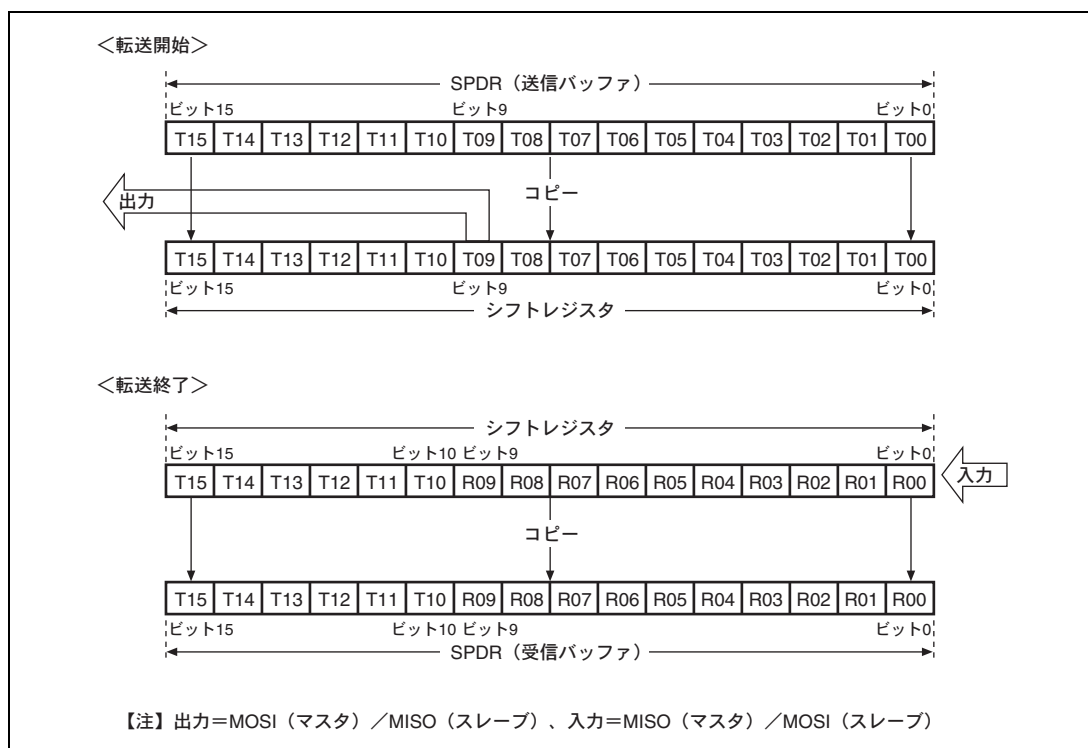 ＜転送開始＞
SPDR（送信バッファ）
ビット15 ビット9 ビット0
T15 T14 T13 T12 T11 T10 T09 T08 T07 T06 T05 T04 T03 T02 T01 T00
出力 コピー
T15 T14 T13 T12 T11 T10 T09 T08 T07 T06 T05 T04 T03 T02 T01 T00
ビット15 ビット9 ビット0
シフトレジスタ
＜転送終了＞
シフトレジスタ
ビット15 ビット10 ビット9 ビット0
T15 T14 T13 T12 T11 T10 R09 R08 R07 R06 R05 R04 R03 R02 R01 R00 入力
コピー
T15 T14 T13 T12 T11 T10 R09 R08 R07 R06 R05 R04 R03 R02 R01 R00
ビット15 ビット10 ビット9 ビット0
SPDR（受信バッファ）
【注】出力＝MOSI（マスタ）／MISO（スレーブ）、入力＝MISO（マスタ）／MOSI（スレーブ）